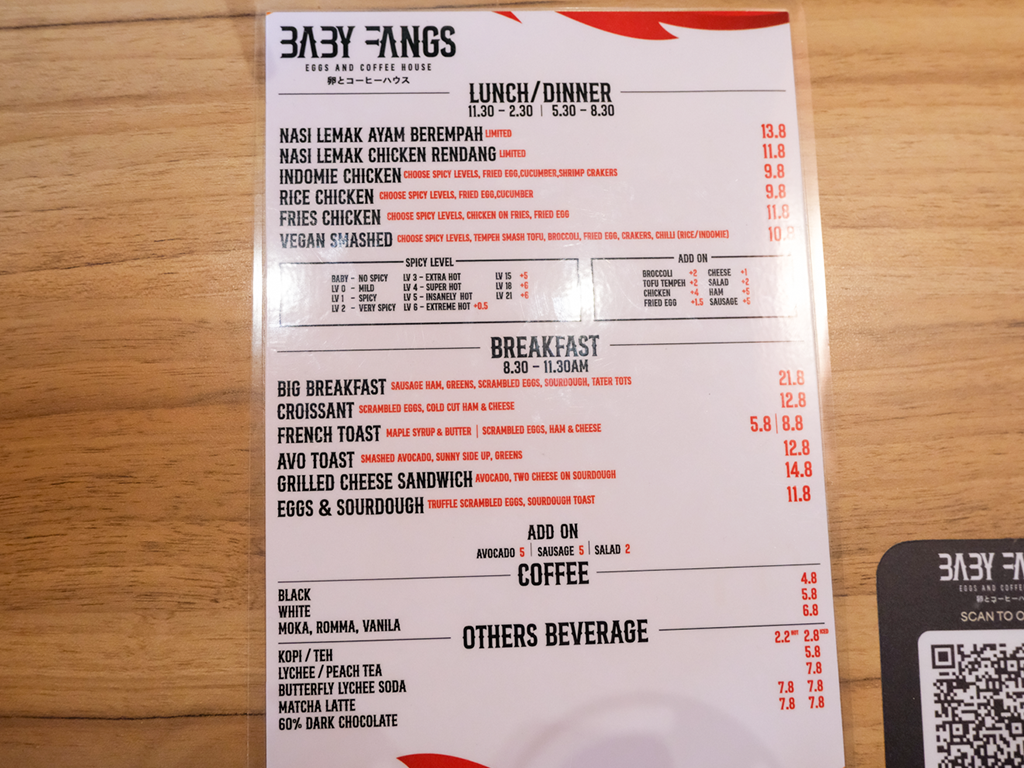 BABY FANGS
EGGS AND COFFEE HOUSE
卵とコーヒーハウス
LUNCH/DINNER
11.30 – 2.30 | 5.30 – 8.30
NASI LEMAK AYAM BEREMPAH LIMITED 13.8
NASI LEMAK CHICKEN RENDANG LIMITED 11.8
INDOMIE CHICKEN CHOOSE SPICY LEVELS, FRIED EGG,CUCUMBER,SHRIMP CRAKERS 9.8
RICE CHICKEN CHOOSE SPICY LEVELS, FRIED EGG,CUCUMBER 9.8
FRIES CHICKEN CHOOSE SPICY LEVELS, CHICKEN ON FRIES, FRIED EGG 11.8
VEGAN SMASHED CHOOSE SPICY LEVELS, TEMPER SMASH TOFU, BROCCOLI, FRIED EGG, CRAKERS, CHILLI (RICE/INDOMIE) 10.8
SPICY LEVEL
BABY – NO SPICY LV 3 – EXTRA HOT LV 15 +5
LV 0 – MILD LV 4 – SUPER HOT LV 18 +6
LV 1 – SPICY LV 5 – INSANELY HOT LV 21 +6
LV 2 – VERY SPICY LV 6 – EXTREME HOT +0.5
ADD ON
BROCCOLI +2 CHEESE +1
TOFU TEMPEH +2 SALAD +2
CHICKEN +4 HAM +5
FRIED EGG +1.5 SAUSAGE +5
BREAKFAST
8.30 – 11.30AM
BIG BREAKFAST SAUSAGE HAM, GREENS, SCRAMBLED EGGS, SOURDOUGH, TATER TOTS 21.8
CROISSANT SCRAMBLED EGGS, COLD CUT HAM & CHEESE 12.8
FRENCH TOAST MAPLE SYRUP & BUTTER | SCRAMBLED EGGS, HAM & CHEESE 5.8 | 8.8
AVO TOAST SMASHED AVOCADO, SUNNY SIDE UP, GREENS 12.8
GRILLED CHEESE SANDWICH AVOCADO, TWO CHEESE ON SOURDOUGH 14.8
EGGS & SOURDOUGH TRUFFLE SCRAMBLED EGGS, SOURDOUGH TOAST 11.8
ADD ON
AVOCADO 5 | SAUSAGE 5 | SALAD 2
COFFEE
BLACK 4.8
WHITE 5.8
MOKA, ROMMA, VANILA 6.8
OTHERS BEVERAGE
KOPI / TEH 2.2 HOT 2.8 ICED
LYCHEE / PEACH TEA 5.8
BUTTERFLY LYCHEE SODA 7.8
MATCHA LATTE 7.8 7.8
60% DARK CHOCOLATE 7.8 7.8
BABY FA
EGGS AND COFFE
SCAN TO O